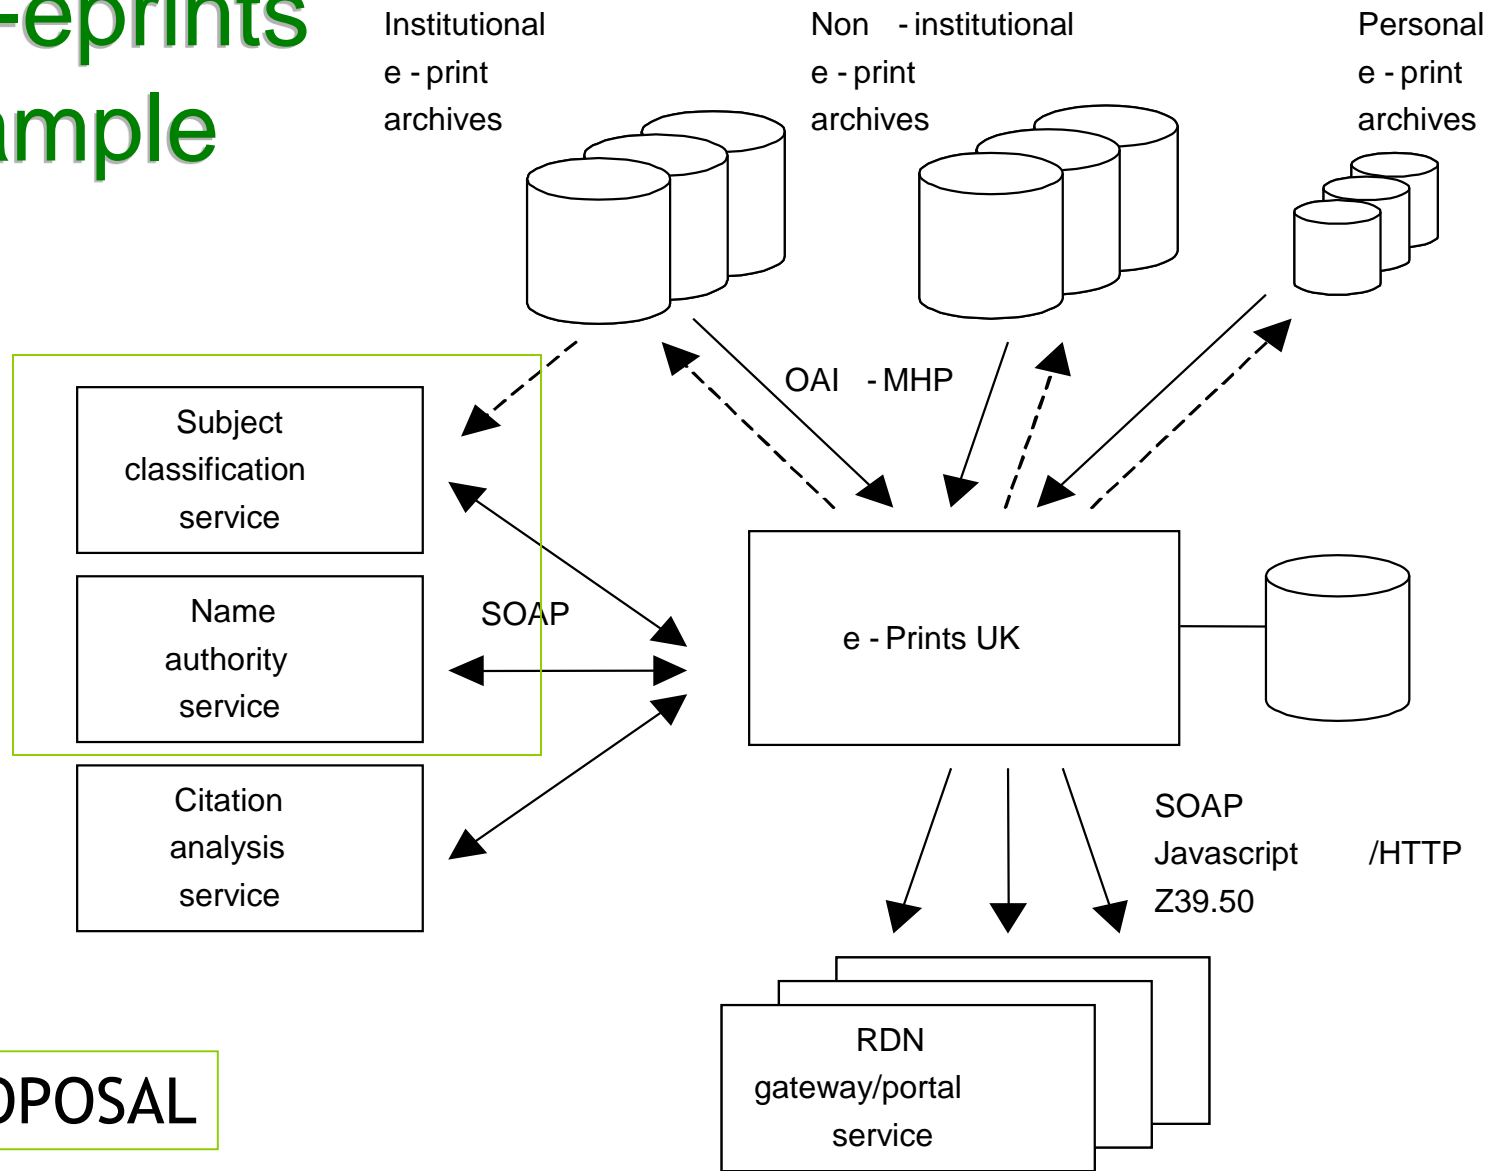 -eprints
ample
Institutional
e - print
archives
Non - institutional
e - print
archives
Personal
e - print
archives
OAI - MHP
Subject
classification
service
Name
authority
service
SOAP
e - Prints UK
Citation
analysis
service
SOAP
Javascript /HTTP
Z39.50
RDN
gateway/portal
service
OPOSAL